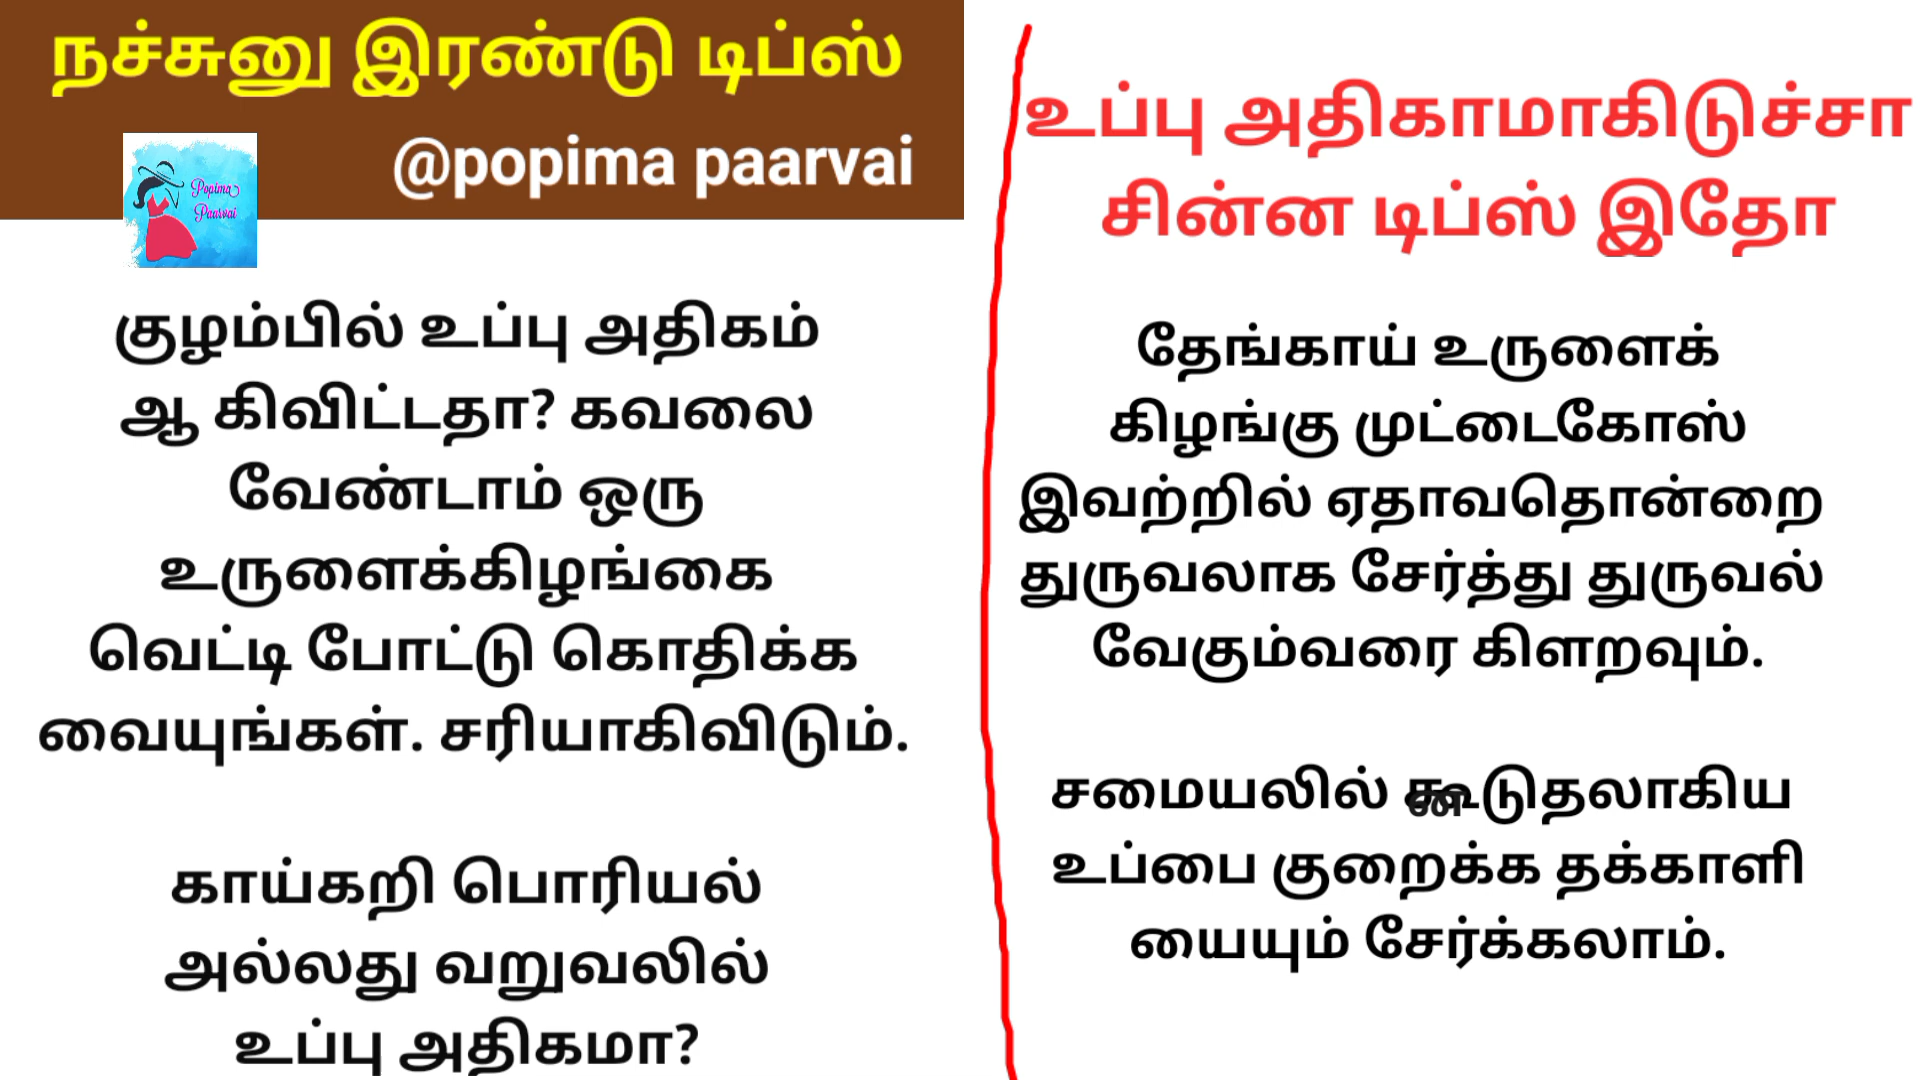 நச்சுனு இரண்டு டிப்ஸ்
@popima paarvai
Popima
Paarvai
குழம்பில் உப்பு அதிகம்
ஆ கிவிட்டதா? கவலை
வேண்டாம் ஒரு
உருளைக்கிழங்கை
வெட்டி போட்டு கொதிக்க
வையுங்கள். சரியாகிவிடும்.
காய்கறி பொரியல்
அல்லது வறுவலில்
உப்பு அதிகமா?
உப்பு அதிகாமாகிடுச்சா
சின்ன டிப்ஸ் இதோ
தேங்காய் உருளைக்
கிழங்கு முட்டைகோஸ்
இவற்றில் ஏதாவதொன்றை
துருவலாக சேர்த்து துருவல்
வேகும்வரை கிளறவும்.
சமையலில் கூடுதலாகிய
உப்பை குறைக்க தக்காளி
யையும் சேர்க்கலாம்.